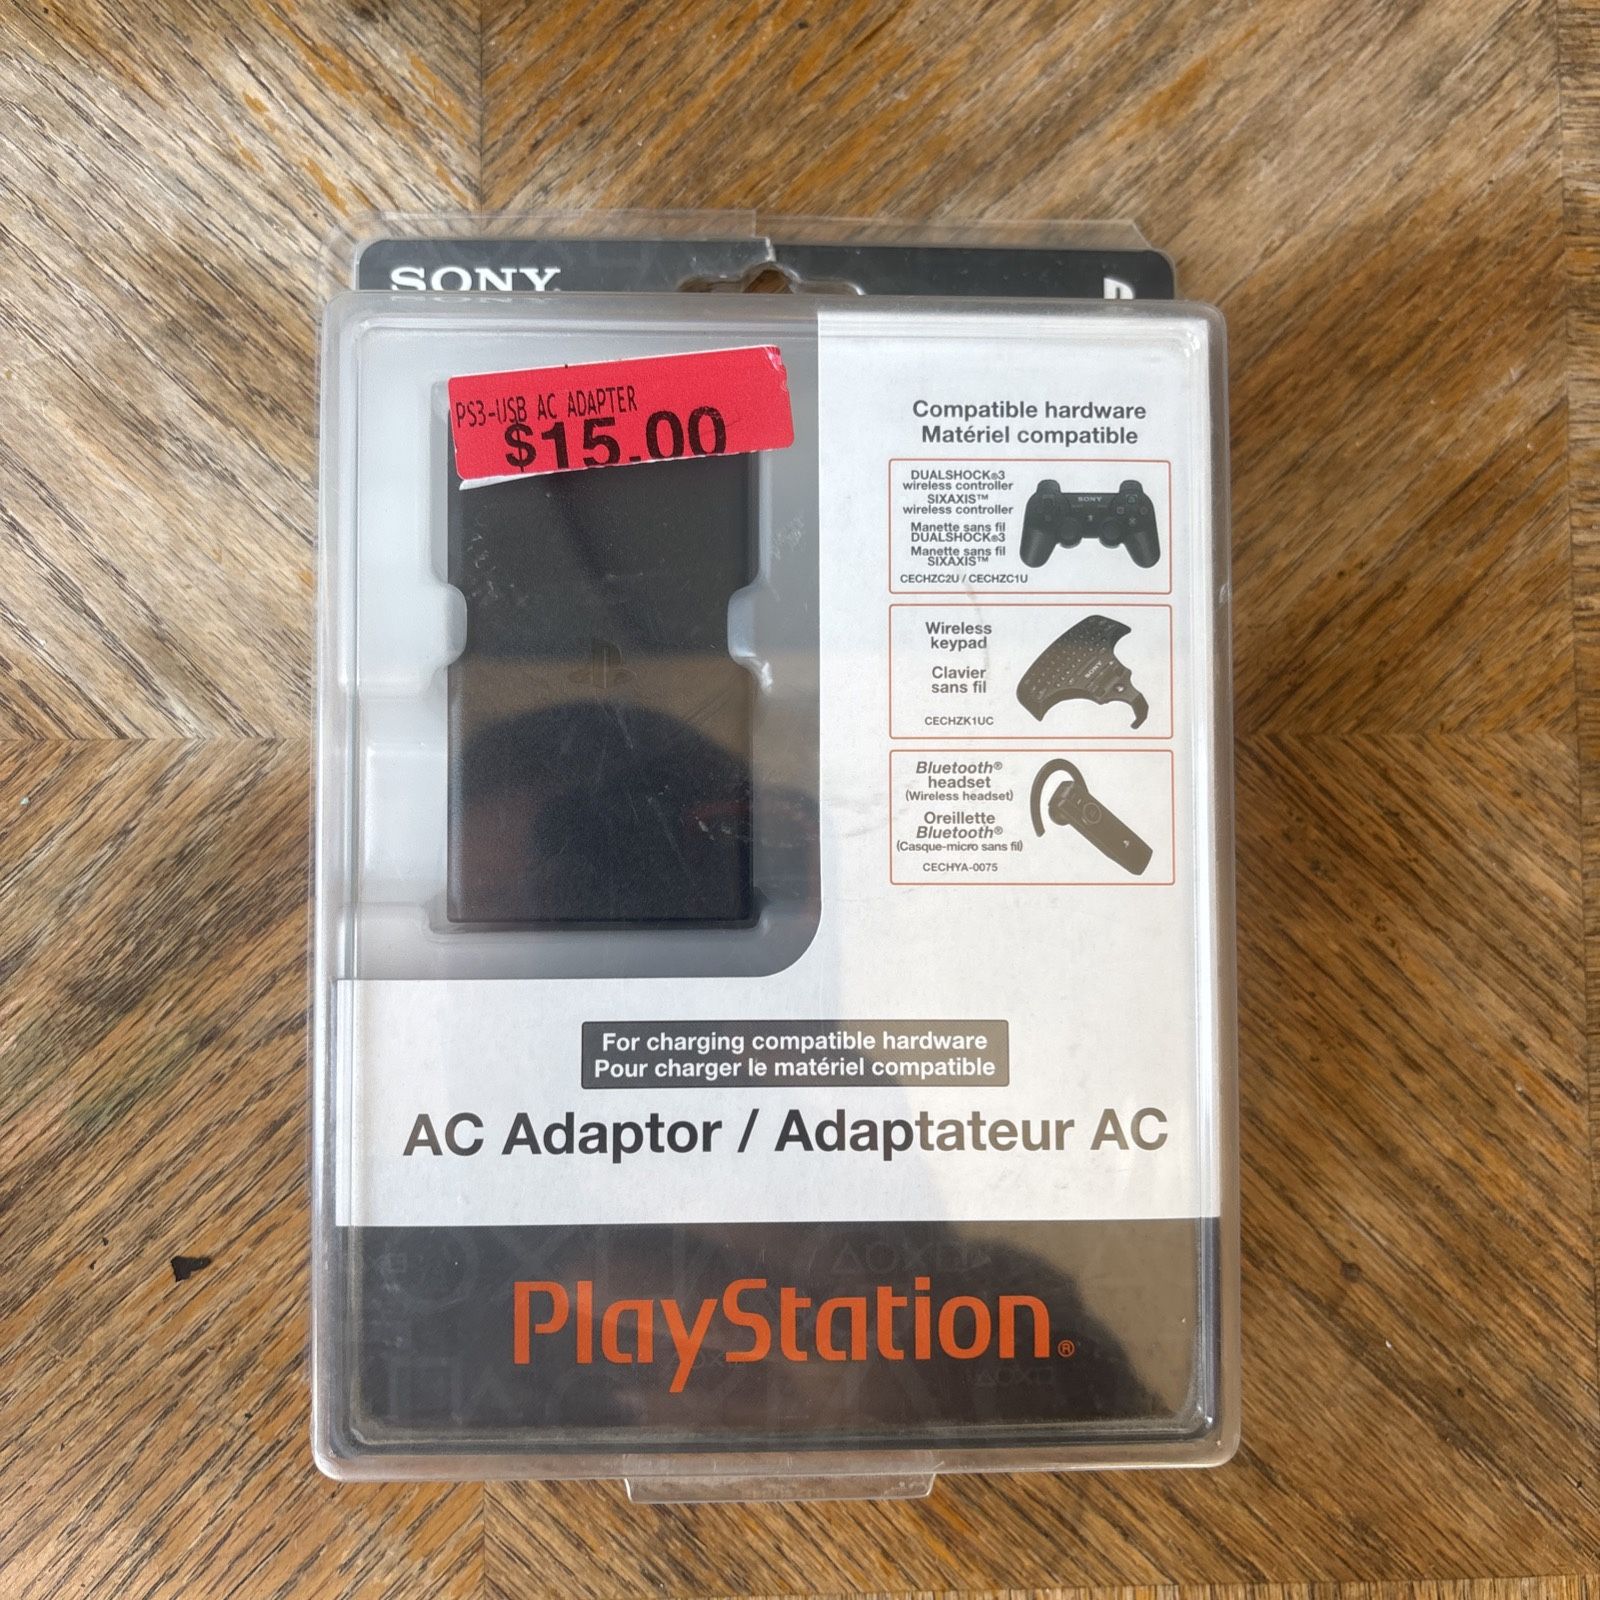 SONY
PS3-USB AC ADAPTER
$15.00
Compatible hardware
Matériel compatible
DUALSHOCK®3
wireless controller
SIXAXIS™
wireless controller
Manette sans fil
DUALSHOCK®3
Manette sans fil
SIXAXIS™
CECHZC2U / CECHZC1U
SONY
Wireless
keypad
Clavier
sans fil
CECHZK1UC
SONY
Bluetooth®
headset
(Wireless headset)
Oreillette
Bluetooth®
(Casque-micro sans fil)
CECHYA-0075
For charging compatible hardware
Pour charger le matériel compatible
AC Adaptor / Adaptateur AC
PlayStation®